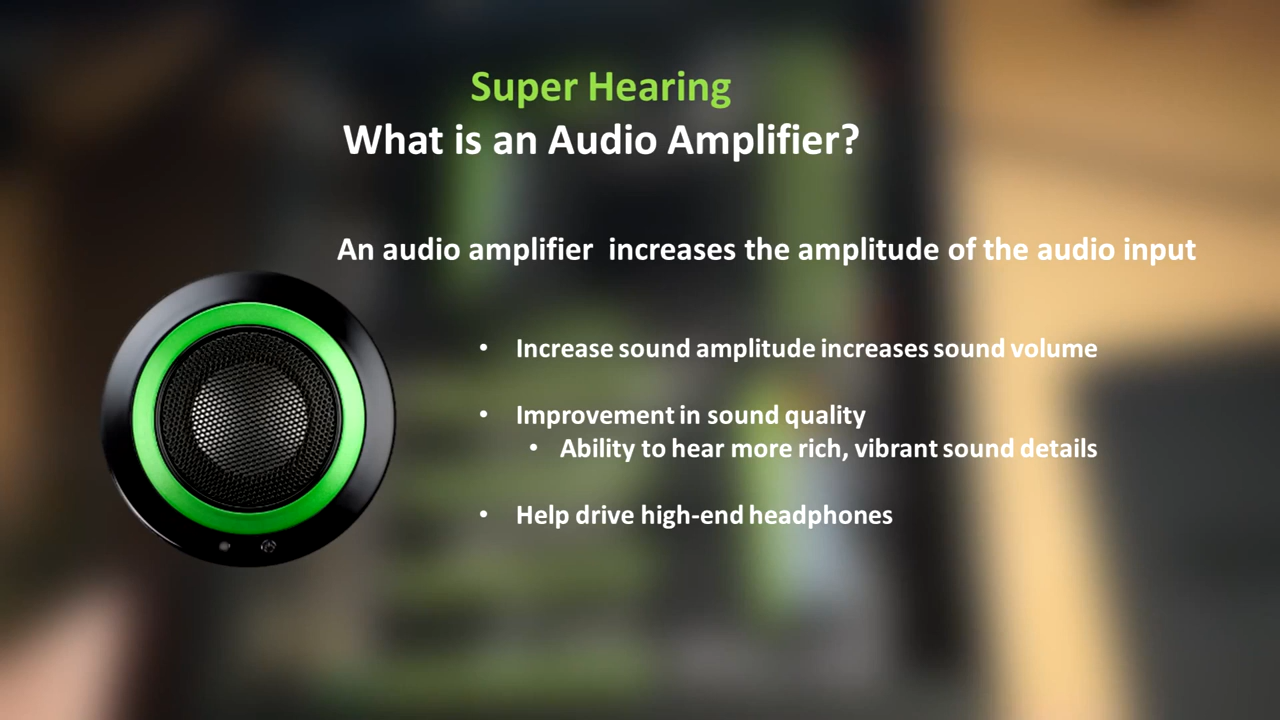 Super Hearing
What is an Audio Amplifier?
An audio amplifier  increases the amplitude of the audio input
• Increase sound amplitude increases sound volume
• Improvement in sound quality
• Ability to hear more rich, vibrant sound details
• Help drive high-end headphones